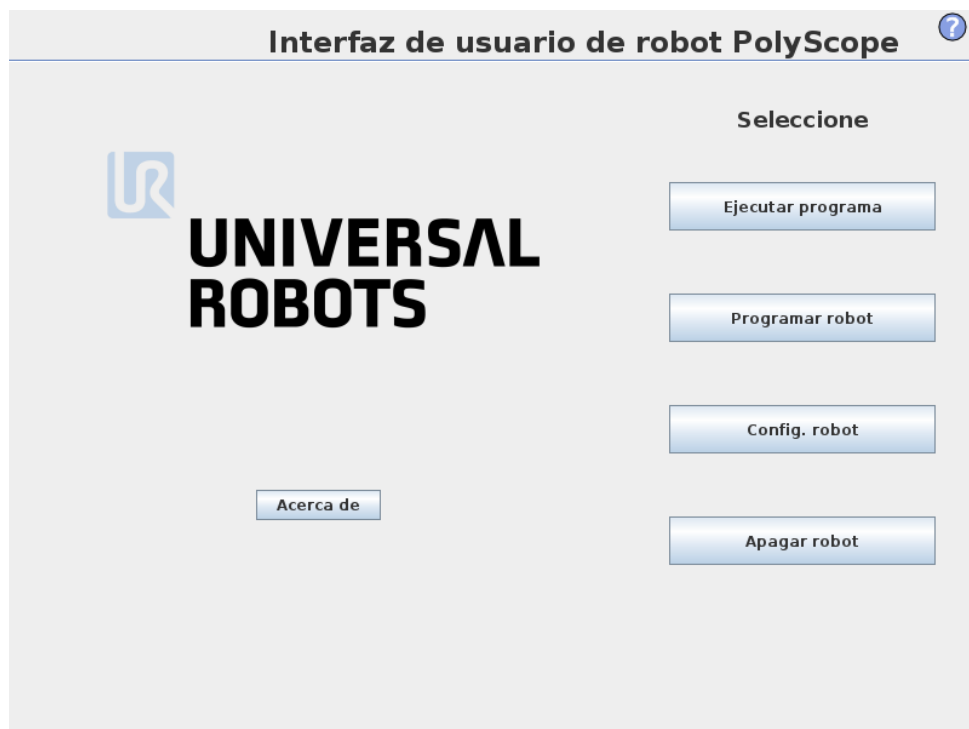 Interfaz de usuario de robot PolyScope
?
Seleccione
UR
UNIVERSAL
ROBOTS
Ejecutar programa
Programar robot
Config. robot
Acerca de
Apagar robot